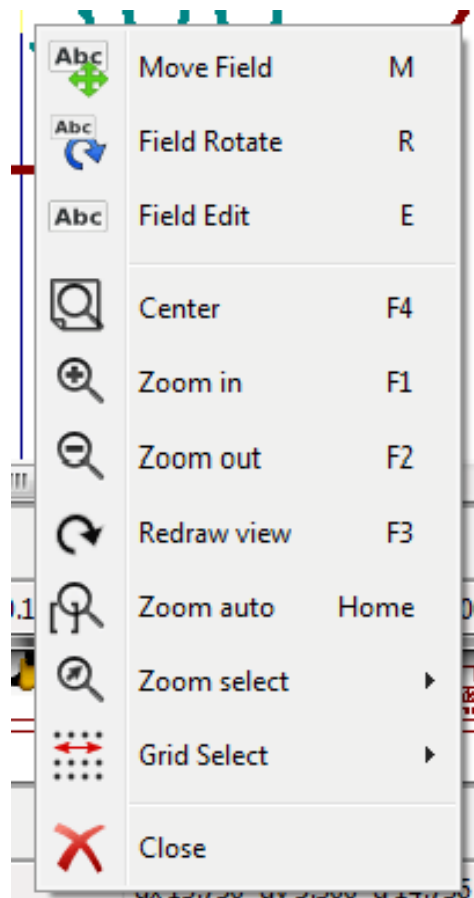 Abc Move Field M
Abc Field Rotate R
Abc Field Edit E
Center F4
Zoom in F1
Zoom out F2
Redraw view F3
Zoom auto Home
Zoom select
Grid Select
Close